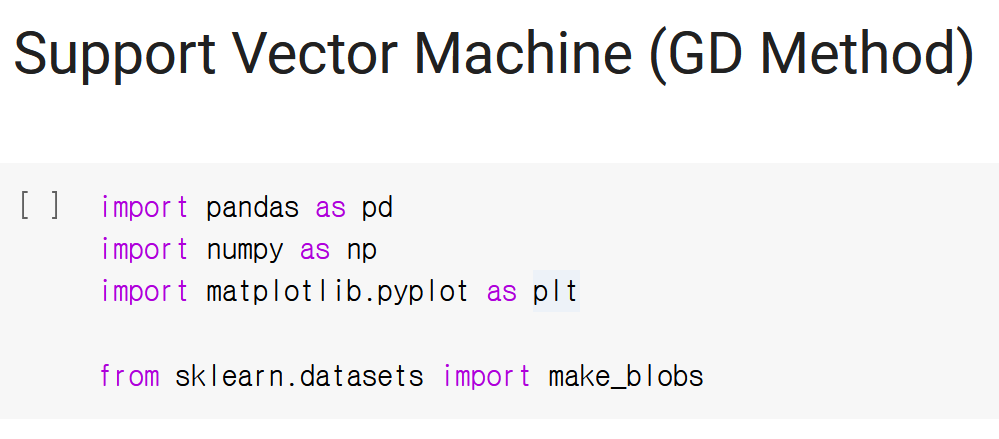 Support Vector Machine (GD Method)
[ ]
import pandas as pd
import numpy as np
import matplotlib.pyplot as plt
from sklearn.datasets import make_blobs